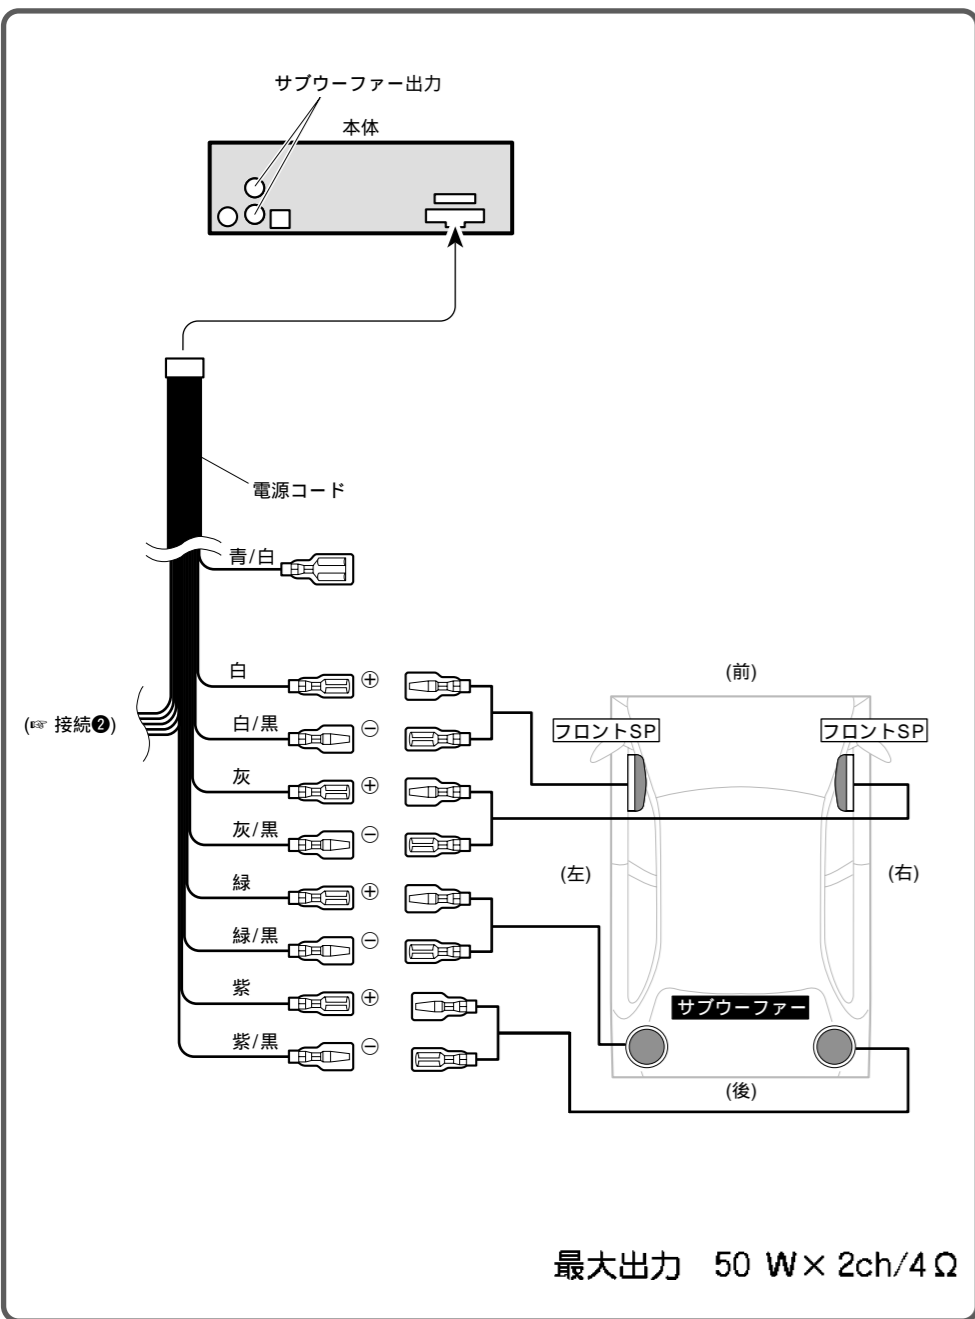 サブウーファー出力
本体
電源コード
青/白
白
⊕
白/黒
⊖
(☞ 接続❷)
灰
⊕
灰/黒
⊖
緑
⊕
緑/黒
⊖
紫
⊕
紫/黒
⊖
(前)
フロントSP
フロントSP
(左)
(右)
サブウーファー
(後)
最大出力 50 W× 2ch/4Ω